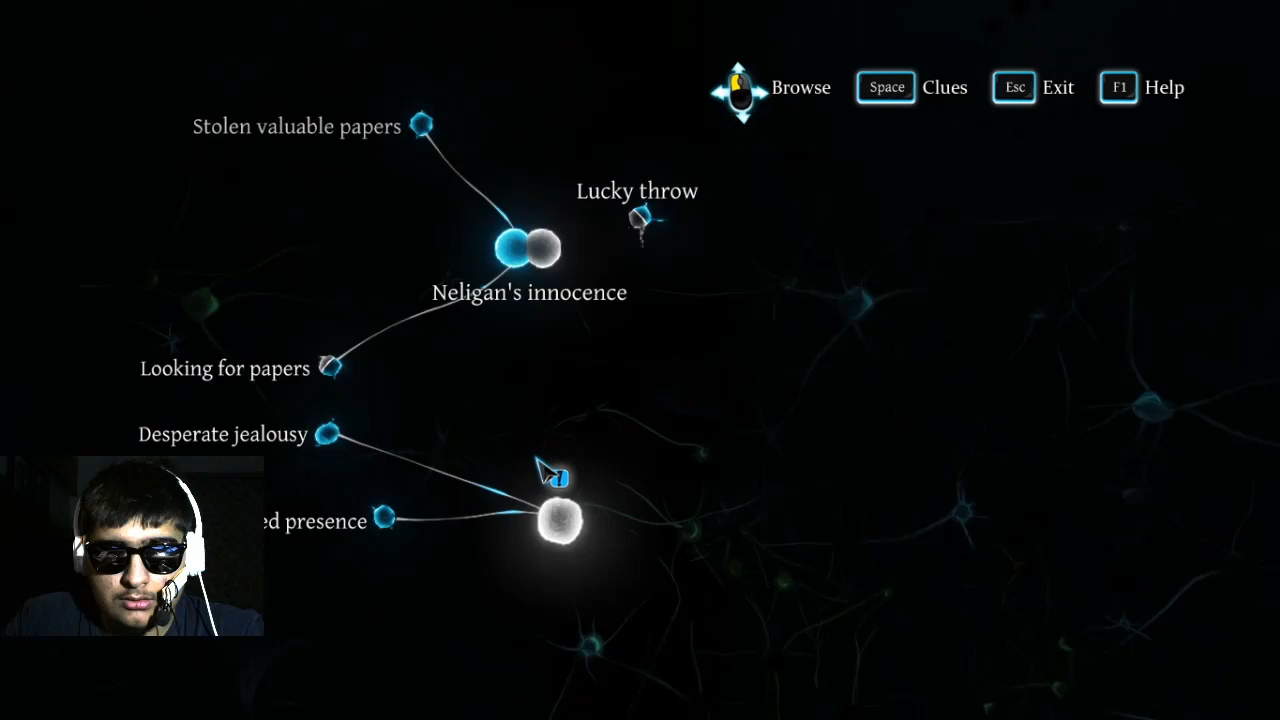 Browse
Space
Clues
Esc
Exit
F1
Help
Stolen valuable papers
Lucky throw
Neligan's innocence
Looking for papers
Desperate jealousy
presence